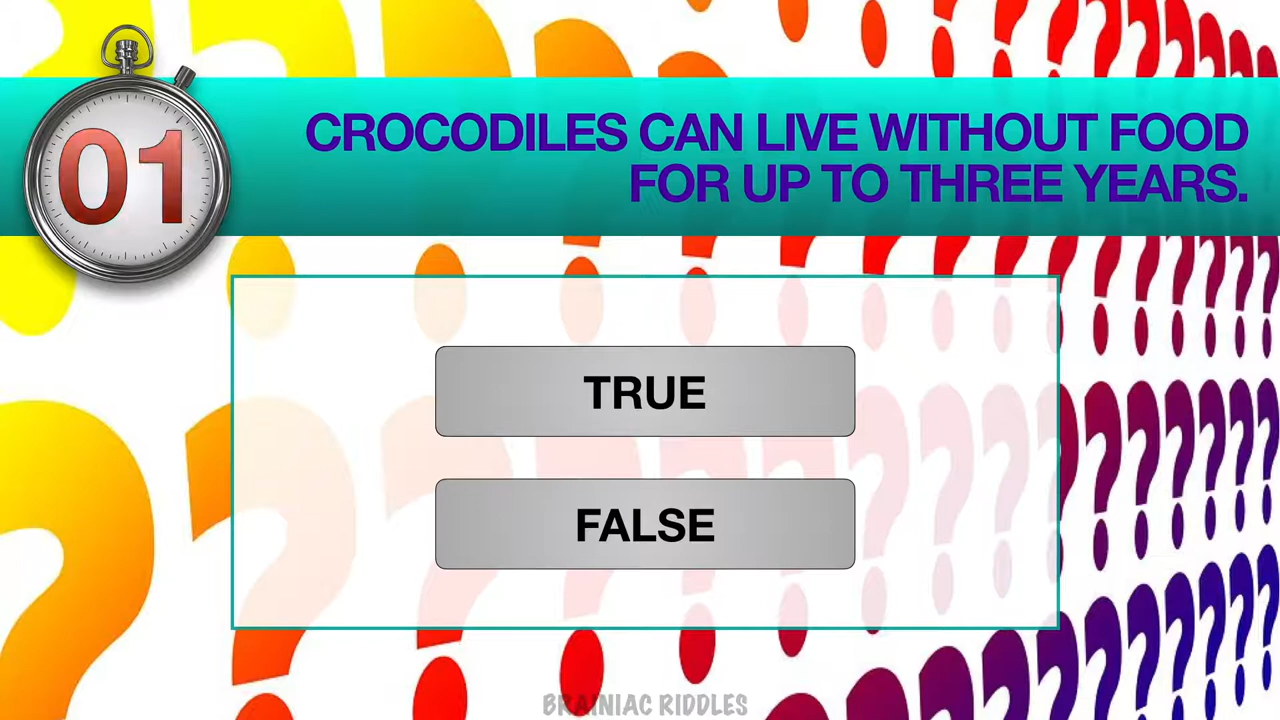 01
CROCODILES CAN LIVE WITHOUT FOOD
FOR UP TO THREE YEARS.
TRUE
FALSE
BRAINIAC RIDDLES